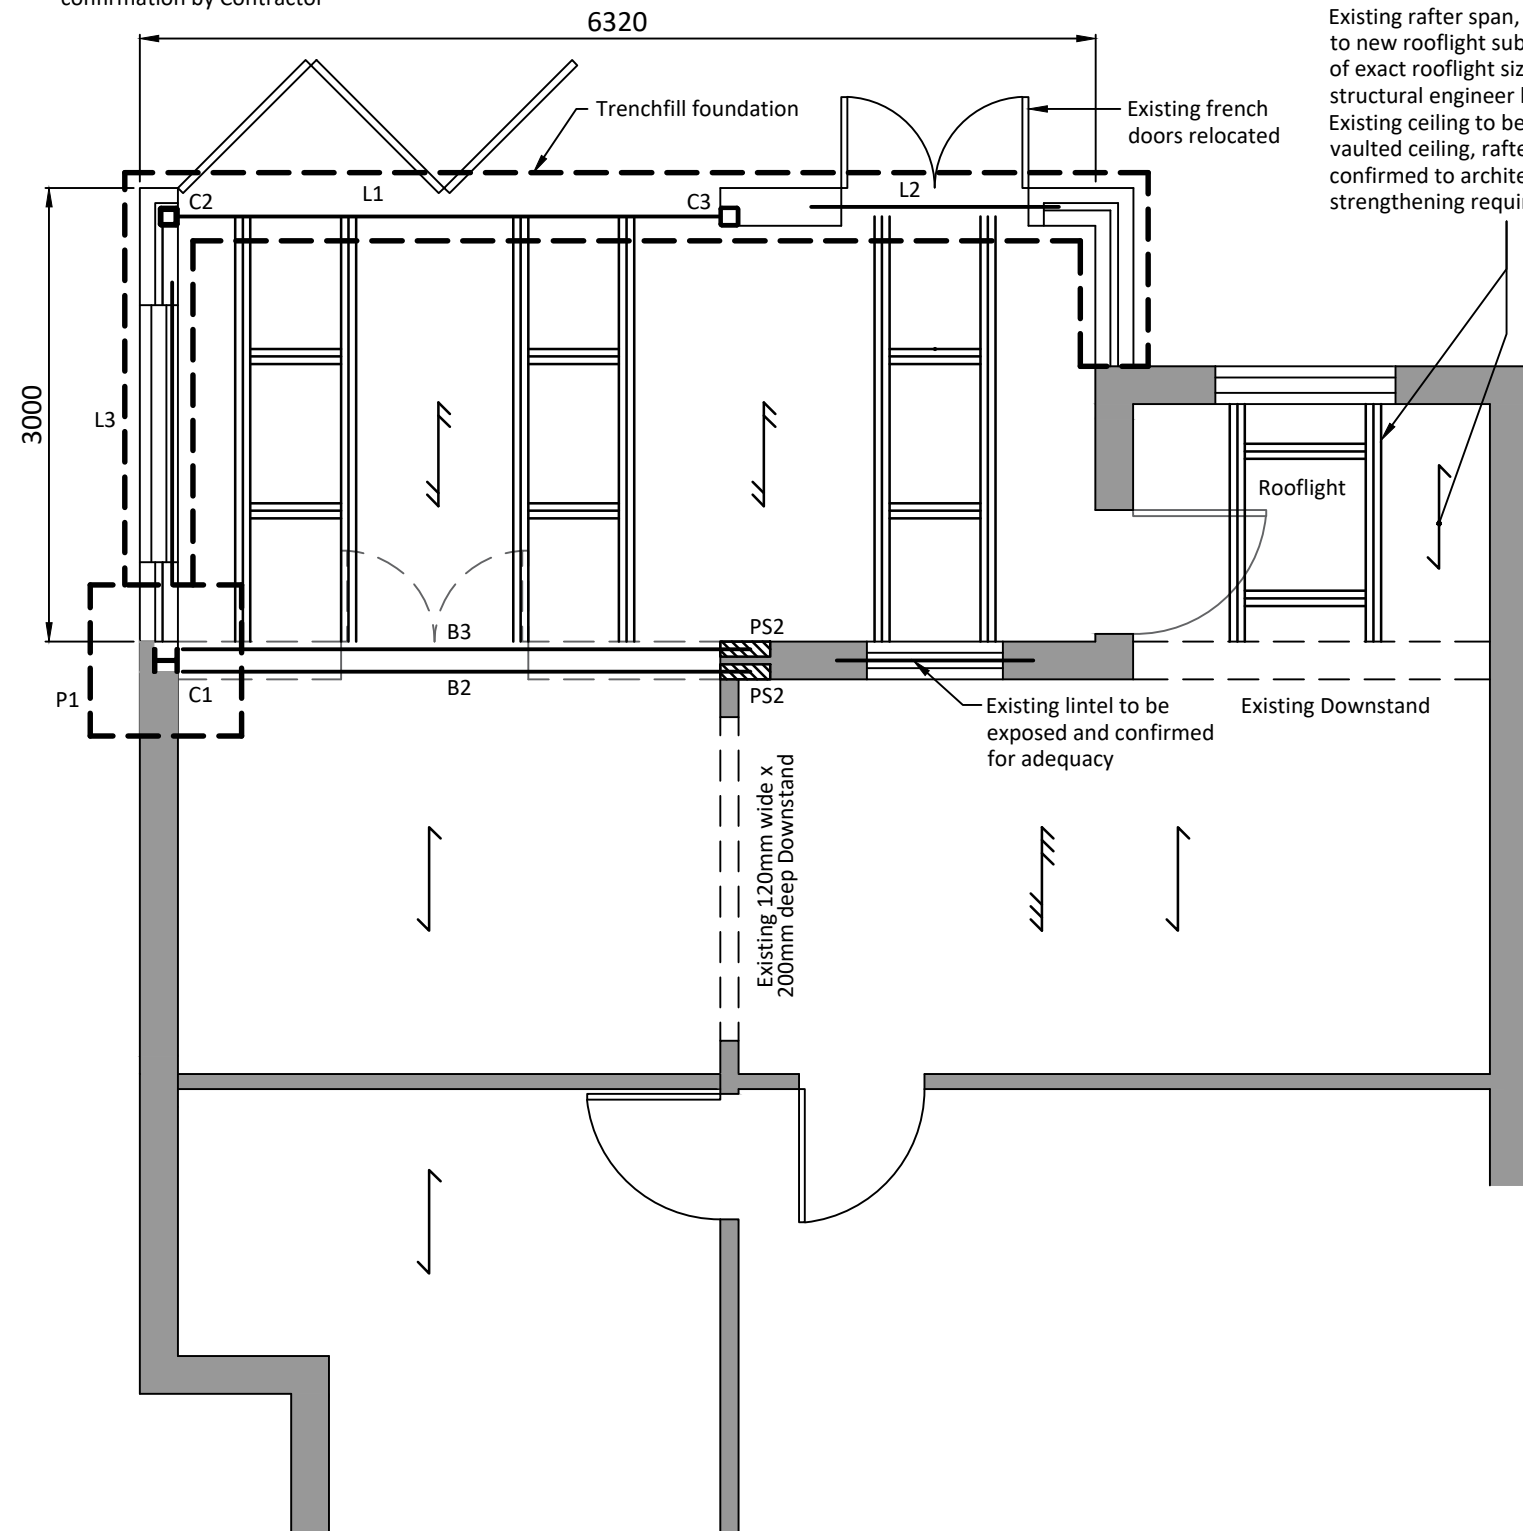 confirmation by Contractor
6320
Existing rafter span,
to new rooflight sub
of exact rooflight siz
structural engineer
Existing ceiling to be
vaulted ceiling, rafte
confirmed to archite
strengthening requi
Trenchfill foundation
Existing french
doors relocated
C2
L1
C3
L2
3000
L3
Rooflight
B3
PS2
P1
C1
B2
PS2
Existing lintel to be
exposed and confirmed
for adequacy
Existing Downstand
Existing 120mm wide x
200mm deep Downstand